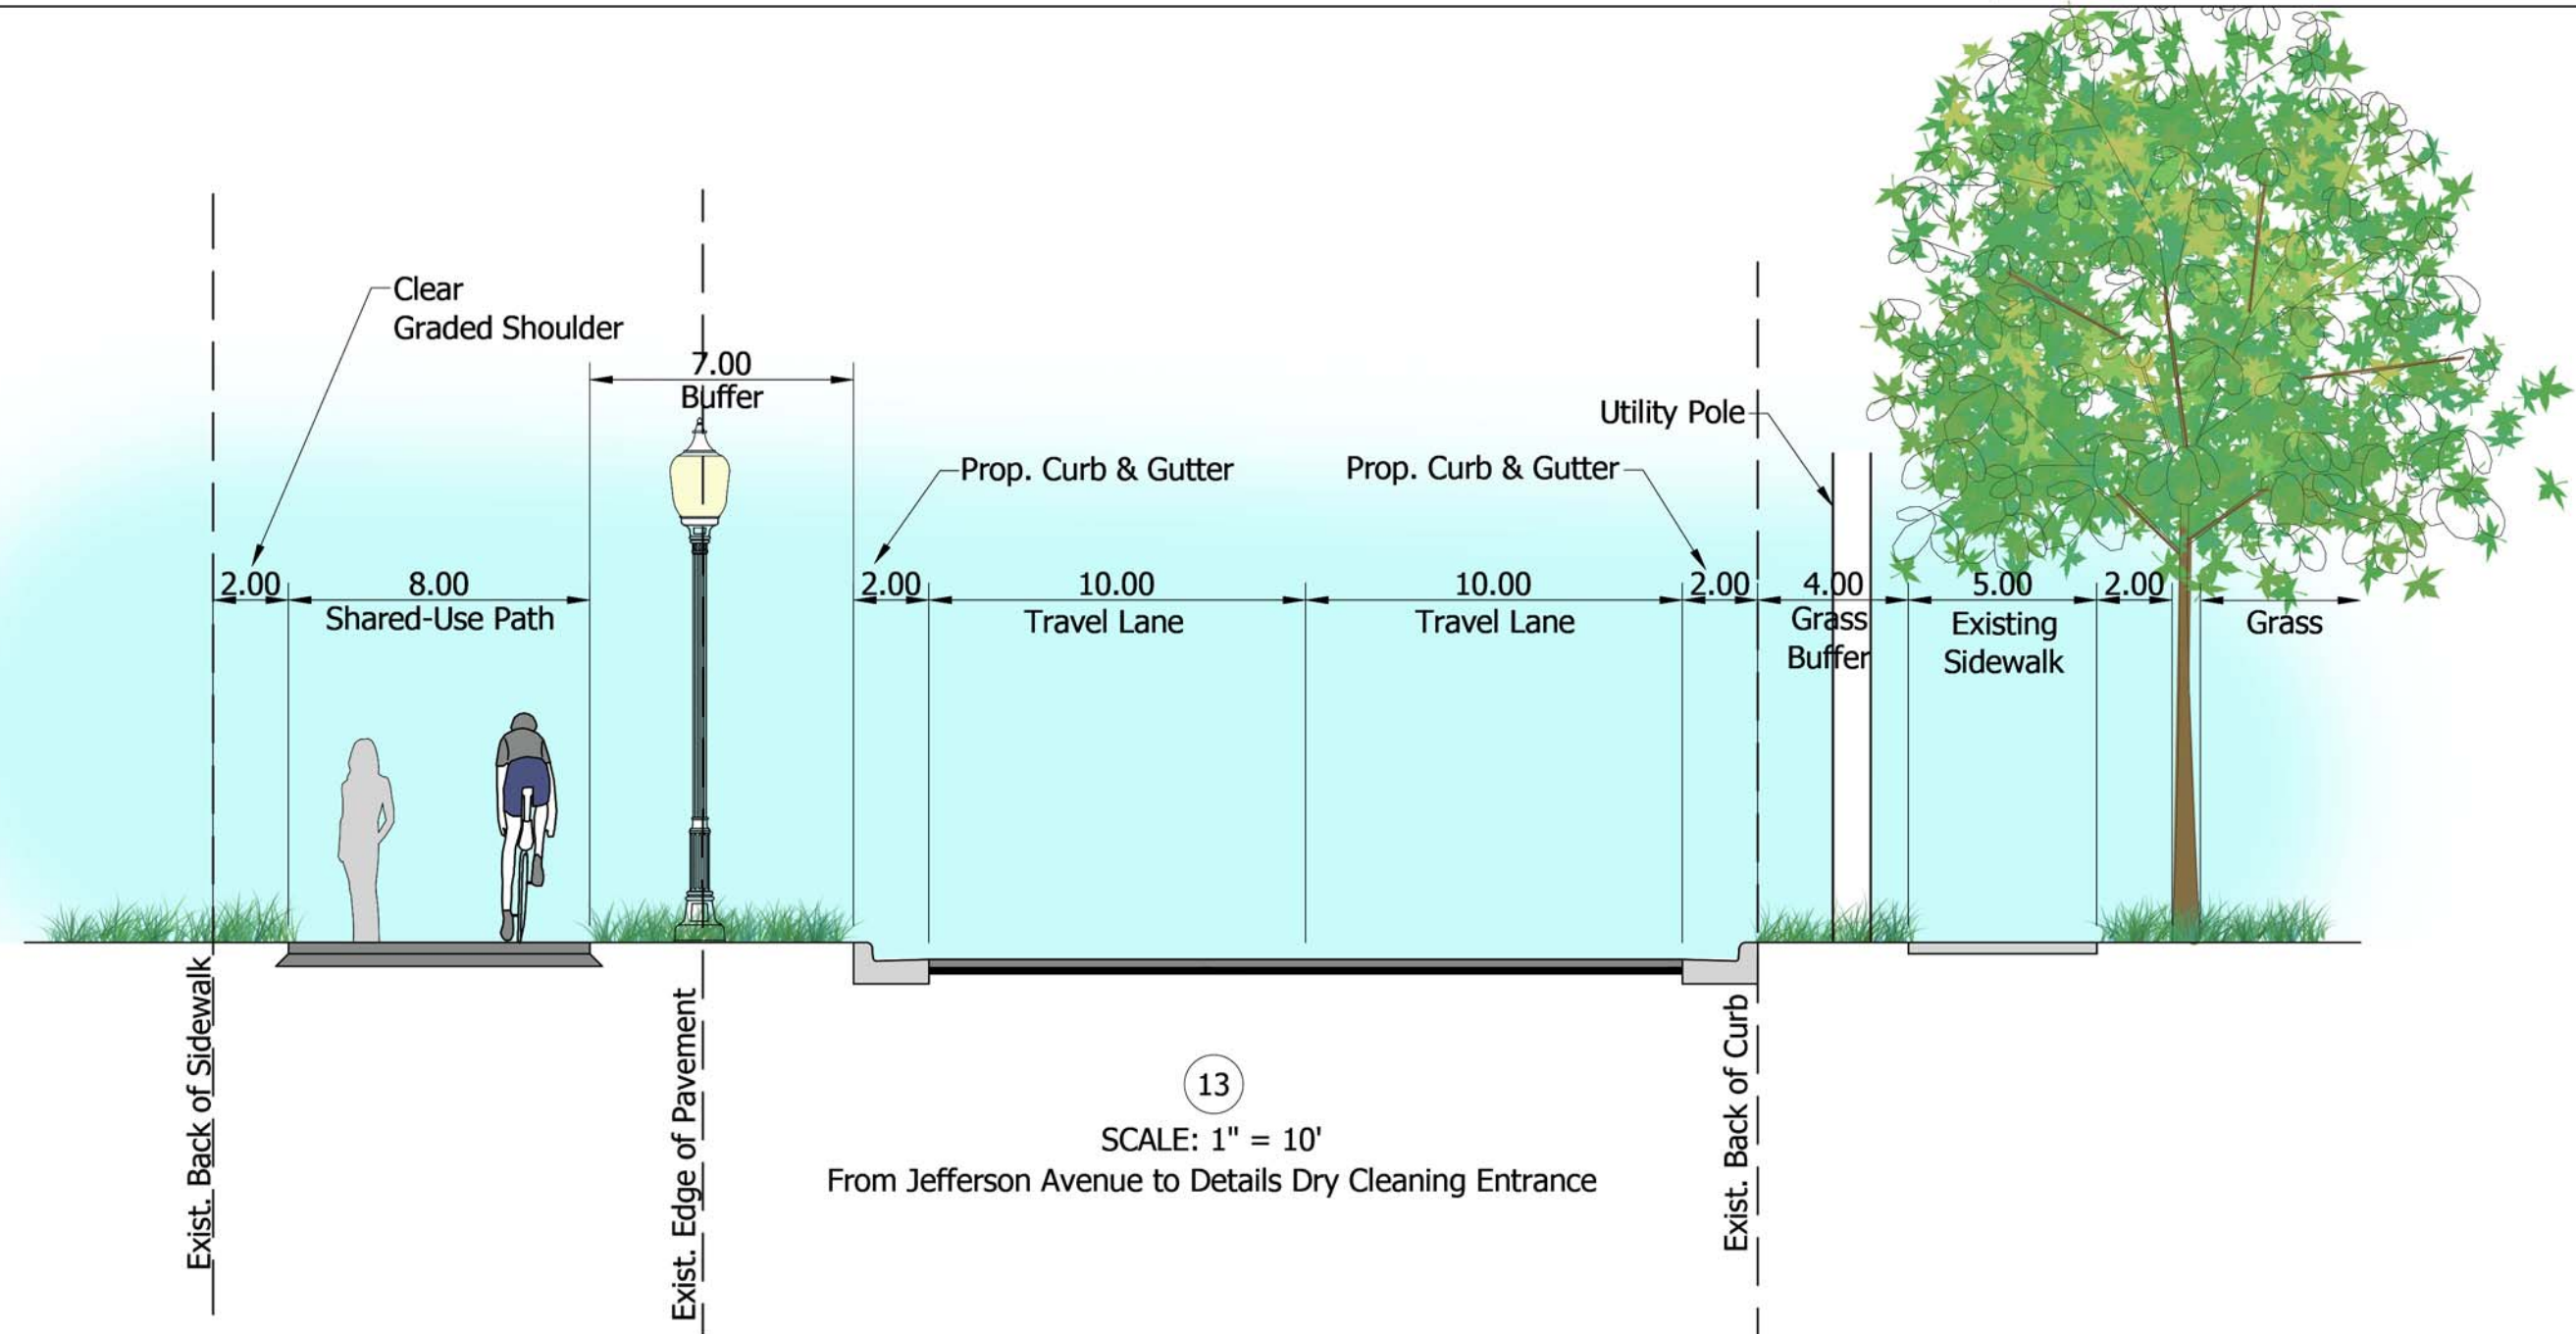 Clear
Graded Shoulder
7.00
Buffer
Utility Pole
Prop. Curb & Gutter
Prop. Curb & Gutter
2.00
8.00
2.00
10.00
10.00
2.00
4.00
5.00
2.00
Shared-Use Path
Travel Lane
Travel Lane
Grass
Buffer
Existing
Sidewalk
Grass
Exist. Back of Sidewalk
Exist. Edge of Pavement
Exist. Back of Curb
13
SCALE: 1" = 10'
From Jefferson Avenue to Details Dry Cleaning Entrance